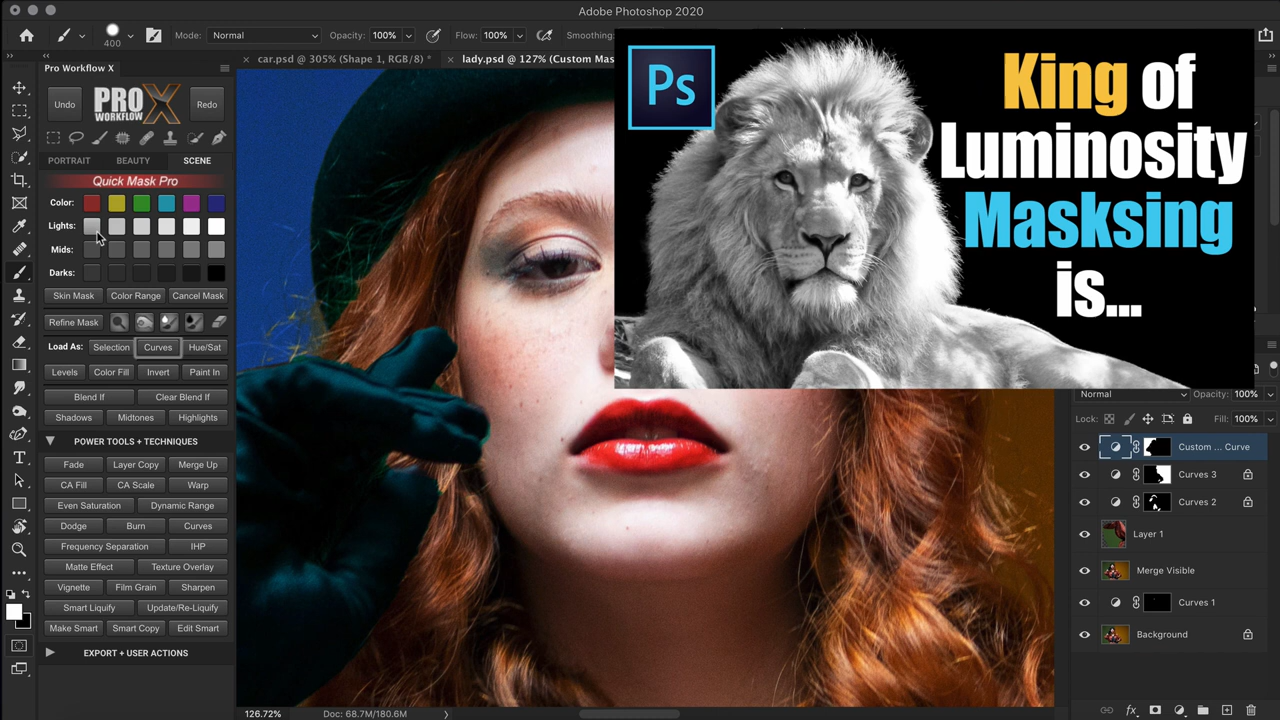 Adobe Photoshop 2020
400
Mode:
Normal
Opacity: 100%
Flow: 100%
Smoothing:
car.psd @ 305% (Shape 1, RGB/8) *
lady.psd @ 127% (Custom Mas
Pro Workflow X
Undo
PRO X
WORKFLOW
Redo
PORTRAIT
BEAUTY
SCENE
Quick Mask Pro
Color:
Lights:
Mids:
Darks:
Skin Mask
Color Range
Cancel Mask
Refine Mask
Load As:
Selection
Curves
Hue/Sat
Levels
Color Fill
Invert
Paint In
Blend If
Clear Blend If
Shadows
Midtones
Highlights
POWER TOOLS + TECHNIQUES
Fade
Layer Copy
Merge Up
CA Fill
CA Scale
Warp
Even Saturation
Dynamic Range
Dodge
Burn
Curves
Frequency Separation
IHP
Matte Effect
Texture Overlay
Vignette
Film Grain
Sharpen
Smart Liquify
Update/Re-Liquify
Make Smart
Smart Copy
Edit Smart
EXPORT + USER ACTIONS
Ps
King of
Luminosity
Masksing
is...
Normal
Opacity: 100%
Lock:
Fill: 100%
Custom ... Curve
Curves 3
Curves 2
Layer 1
Merge Visible
Curves 1
Background
fx
126.72%
Doc: 68.7M/180.6M